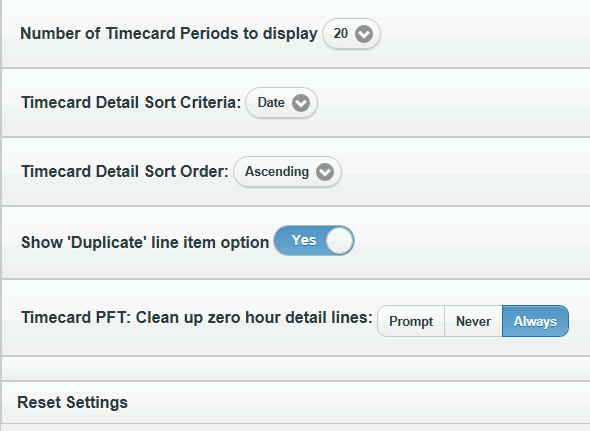 Number of Timecard Periods to display 20
Timecard Detail Sort Criteria: Date
Timecard Detail Sort Order: Ascending
Show 'Duplicate' line item option Yes
Timecard PFT: Clean up zero hour detail lines: Prompt Never Always
Reset Settings